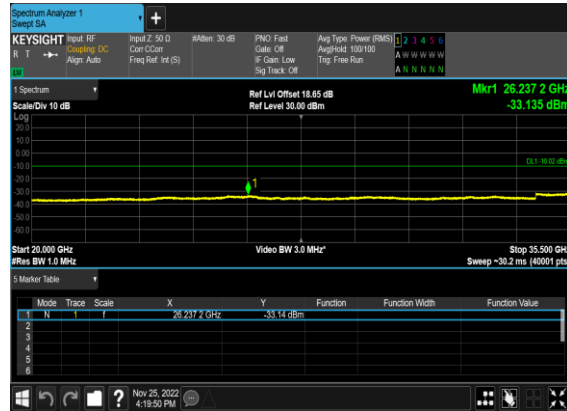 Spectrum Analyzer 1
Swept SA
+
KEYSIGHT Input: RF Input Z: 50 Ω #Atten: 30 dB PNO: Fast Avg Type: Power (RMS) 1 2 3 4 5 6
R T Coupling: DC Corr CCorr Gate: Off Avg|Hold: 100/100 A W W W W W
Align: Auto Freq Ref: Int (S) IF Gain: Low Trig: Free Run A N N N N N
Sig Track: Off
1 Spectrum
Ref Lvl Offset 18.65 dB Mkr1 26.237 2 GHz
Scale/Div 10 dB Ref Level 30.00 dBm -33.135 dBm
Log
20.0
10.0
0.00
-10.0 DL1 -10.02 dBm
-20.0
-30.0 1
-40.0
-50.0
-60.0
Start 20.000 GHz Video BW 3.0 MHz* Stop 35.500 GHz
#Res BW 1.0 MHz Sweep ~30.2 ms (40001 pts)
5 Marker Table
Mode Trace Scale X Y Function Function Width Function Value
1 N 1 f 26.237 2 GHz -33.14 dBm
2
3
4
5
6
? Nov 25, 2022
4:19:50 PM